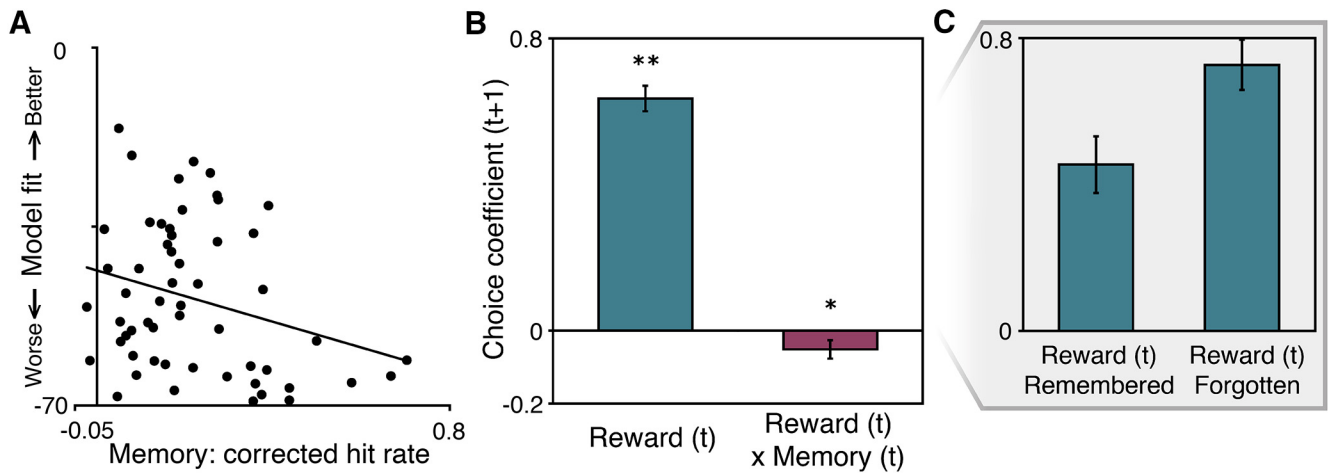 A
0
Worse ← Model fit → Better
-70
-0.05
0.8
Memory: corrected hit rate
B
0.8
Choice coefficient (t+1)
**
*
0
-0.2
Reward (t)
Reward (t)
x Memory (t)
C
0.8
0
Reward (t)
Remembered
Reward (t)
Forgotten